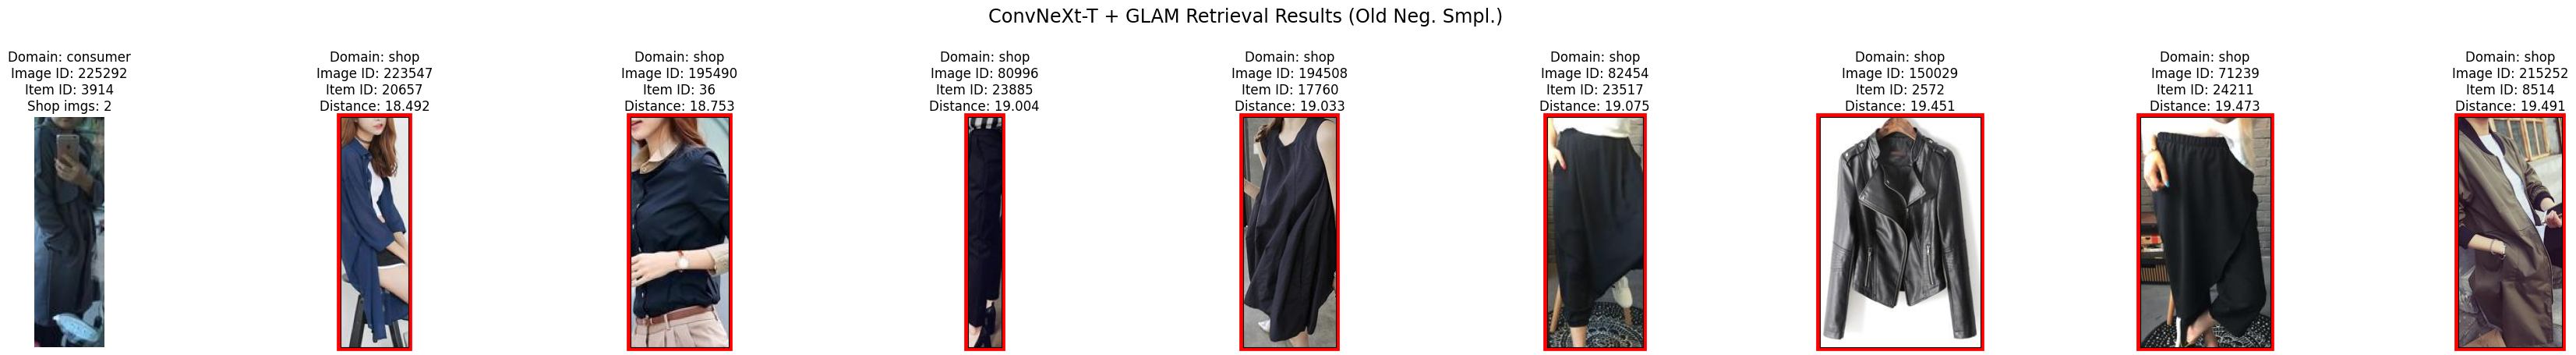 ConvNeXt-T + GLAM Retrieval Results (Old Neg. Smpl.)
Domain: consumer
Image ID: 225292
Item ID: 3914
Shop imgs: 2
Domain: shop
Image ID: 223547
Item ID: 20657
Distance: 18.492
Domain: shop
Image ID: 195490
Item ID: 36
Distance: 18.753
Domain: shop
Image ID: 80996
Item ID: 23885
Distance: 19.004
Domain: shop
Image ID: 194508
Item ID: 17760
Distance: 19.033
Domain: shop
Image ID: 82454
Item ID: 23517
Distance: 19.075
Domain: shop
Image ID: 150029
Item ID: 2572
Distance: 19.451
Domain: shop
Image ID: 71239
Item ID: 24211
Distance: 19.473
Domain: shop
Image ID: 215252
Item ID: 8514
Distance: 19.491